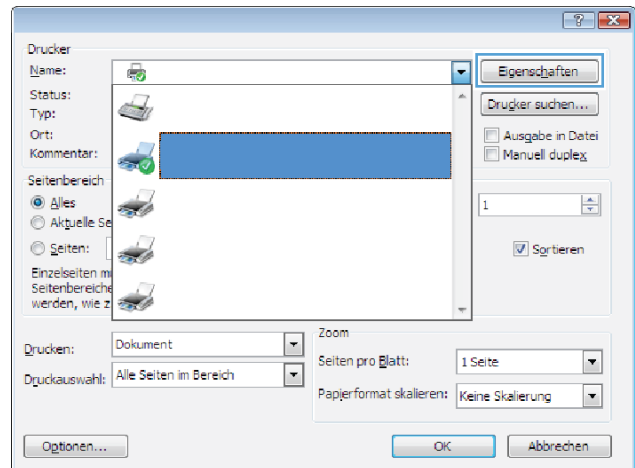 Drucker
Name:
Eigenschaften
Status:
Drucker suchen...
Typ:
Ort:
Ausgabe in Datei
Kommentar:
Manuell duplex
Seitenbereich
Alles
1
Aktuelle Se
Seiten:
Sortieren
Einzelseiten m
Seitenbereiche
werden, wie z
Drucken:
Dokument
Druckauswahl:
Alle Seiten im Bereich
Zoom
Seiten pro Blatt:
1 Seite
Papierformat skalieren:
Keine Skalierung
Optionen...
OK
Abbrechen